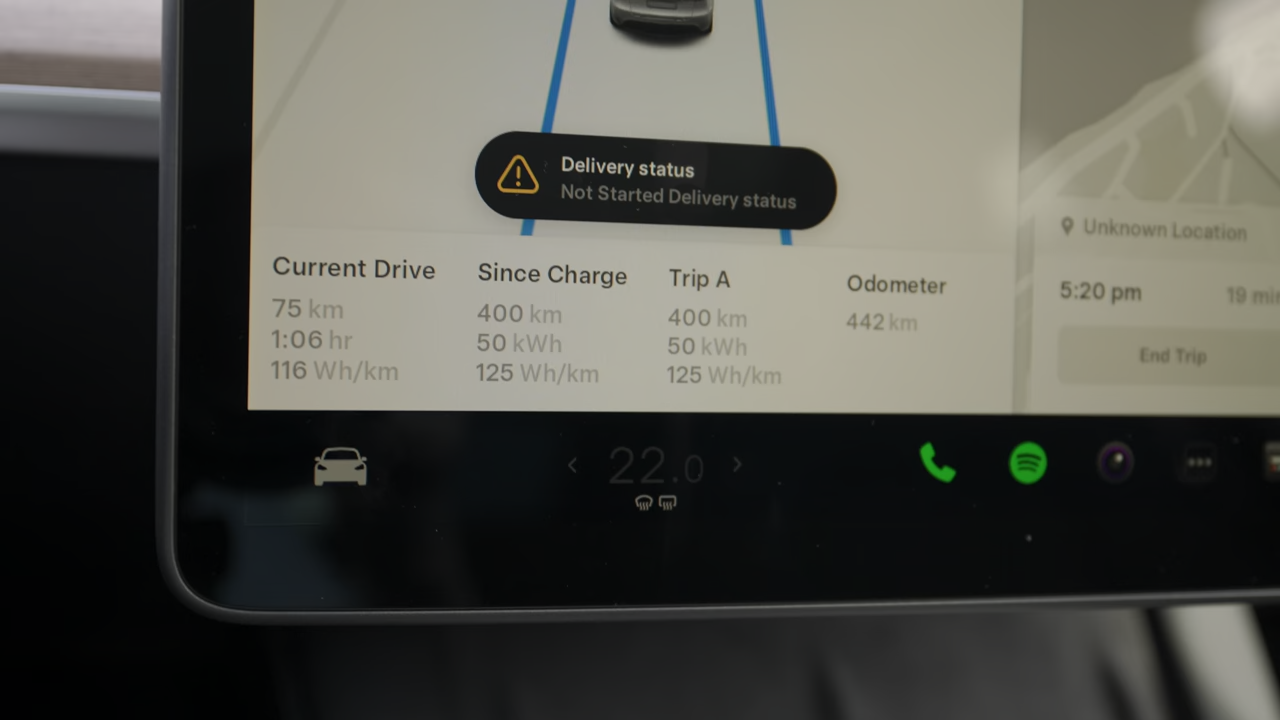 Delivery status
Not Started Delivery status
Current Drive
75 km
1:06 hr
116 Wh/km
Since Charge
400 km
50 kWh
125 Wh/km
Trip A
400 km
50 kWh
125 Wh/km
Odometer
442 km
Unknown Location
5:20 pm
19
End Trip
22.0